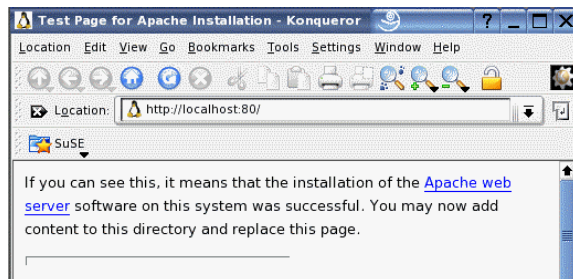 Test Page for Apache Installation - Konqueror
Location Edit View Go Bookmarks Tools Settings Window Help
Location: http://localhost:80/
SuSE
If you can see this, it means that the installation of the Apache web
server software on this system was successful. You may now add
content to this directory and replace this page.